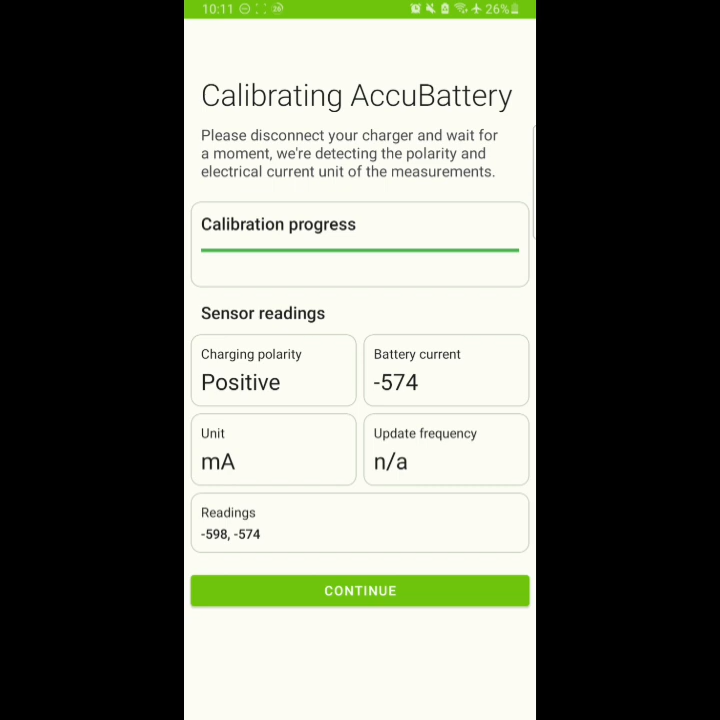 10:11 26%
Calibrating AccuBattery
Please disconnect your charger and wait for
a moment, we're detecting the polarity and
electrical current unit of the measurements.
Calibration progress
Sensor readings
Charging polarity Battery current
Positive -574
Unit Update frequency
mA n/a
Readings
-598, -574
CONTINUE